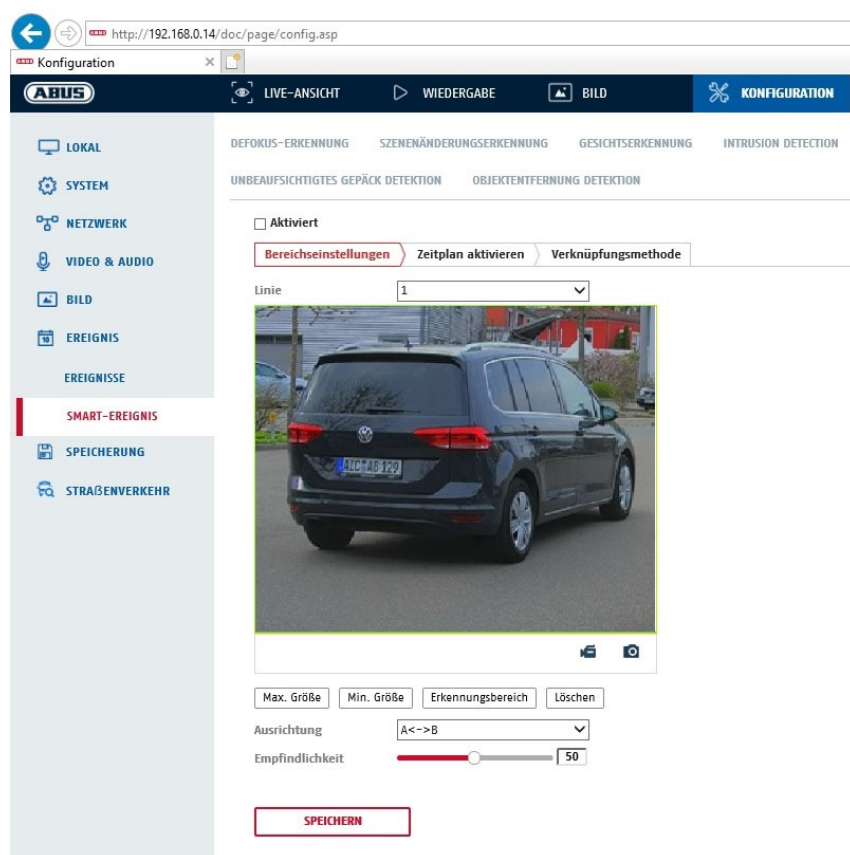 http://192.168.0.14/doc/page/config.asp
Konfiguration
ABUS
LIVE-ANSICHT WIEDERGABE BILD KONFIGURATION
LOKAL
SYSTEM
NETZWERK
VIDEO & AUDIO
BILD
EREIGNIS
EREIGNISSE
SMART-EREIGNIS
SPEICHERUNG
STRAßENVERKEHR
DEFOKUS-ERKENNUNG SZENENÄNDERUNGSERKENNUNG GESICHTSERKENNUNG INTRUSION DETECTION
UNBEAUFSICHTIGTES GEPÄCK DETEKTION OBJEKTENTFERNUNG DETEKTION
Aktiviert
Bereichseinstellungen Zeitplan aktivieren Verknüpfungsmethode
Linie 1
Max. Größe Min. Größe Erkennungsbereich Löschen
Ausrichtung A<->B
Empfindlichkeit 50
SPEICHERN